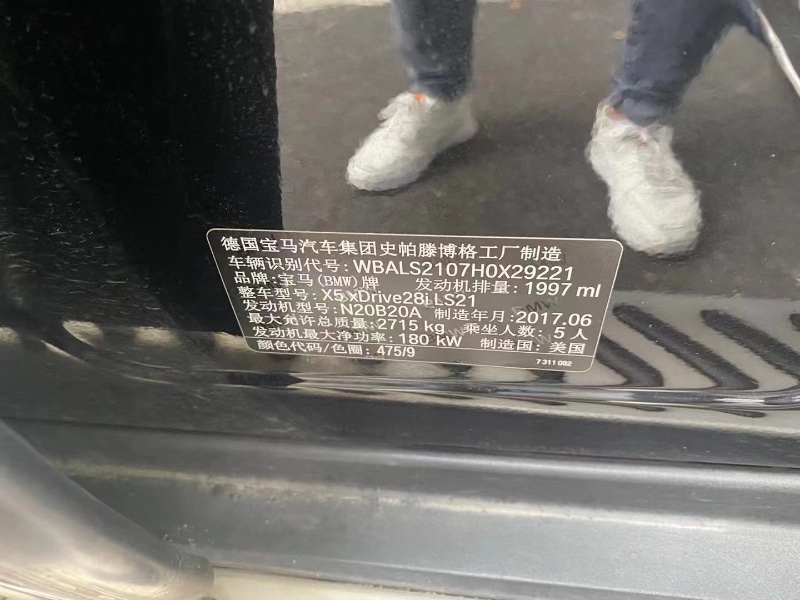 德国宝马汽车集团史帕滕博格工厂制造
车辆识别代号: WBALS2107H0X29221
品牌: 宝马(BMW)牌 发动机排量: 1997 ml
整车型号: X5 xDrive28i LS21
发动机型号: N20B20A 制造年月: 2017.06
最大允许总质量: 2715 kg 乘坐人数: 5 人
发动机最大净功率: 180 kW 制造国: 美国
颜色代码/色圈: 475/9
7 311 082